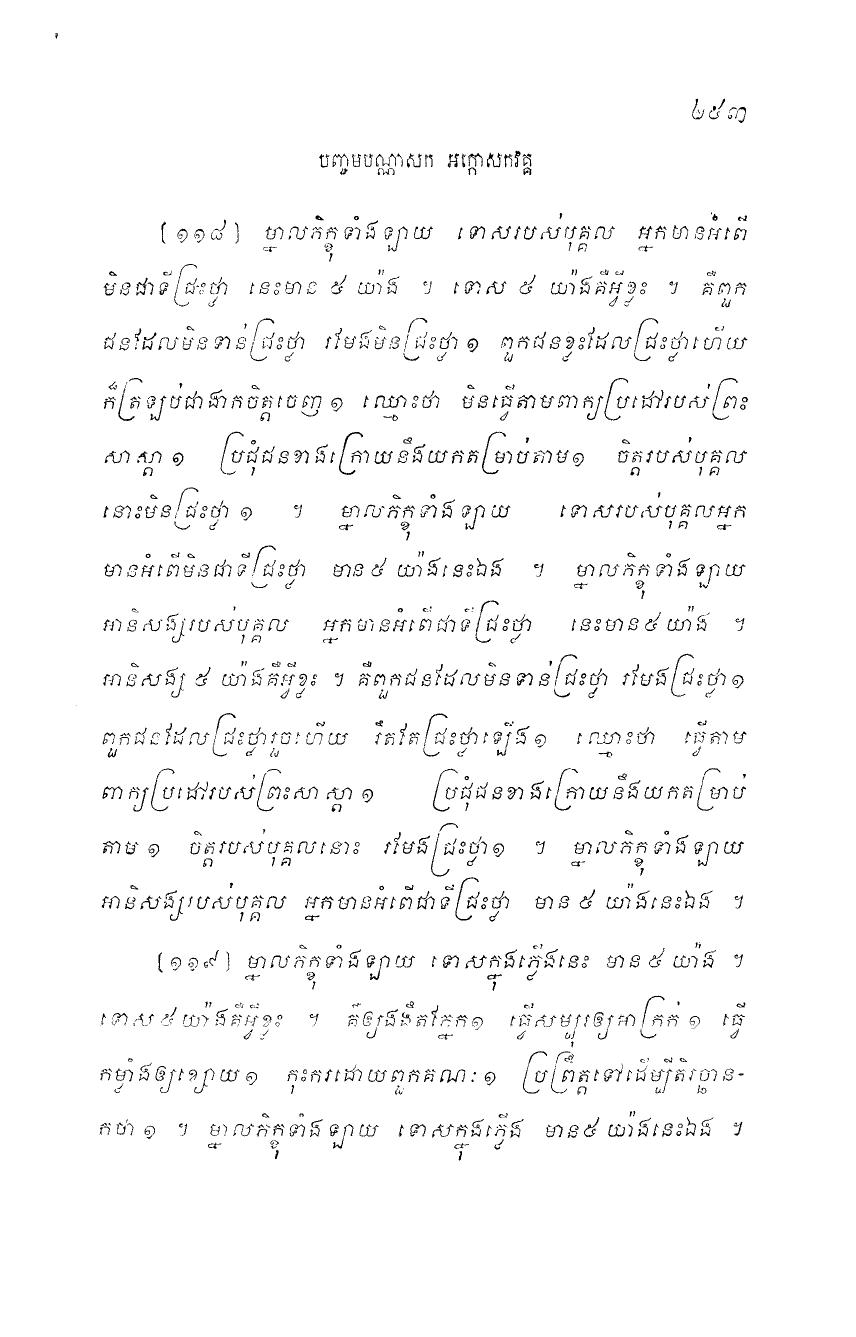 ២៥៣
បញ្ចមបណ្ណាសក អក្កោសកវគ្គ
(១១៨) ម្នាលភិក្ខុទាំងឡាយ ទោសរបស់បុគ្គល អ្នកមានអំពើ
មិនជាទីជ្រះថ្លា នេះមាន ៥ យ៉ាង ។ ទោស ៥ យ៉ាងគឺអ្វីខ្លះ ។ គឺពួក
ជនដែលមិនទាន់ជ្រះថ្លា រមែងមិនជ្រះថ្លា ១ ពួកជនខ្លះដែលជ្រះថ្លាហើយ
ក៏ត្រឡប់ជាងាកចិត្តចេញ ១ ឈ្មោះថា មិនធ្វើតាមពាក្យប្រដៅរបស់ព្រះ
សាស្តា ១ ប្រជុំជនខាងក្រោយនឹងយកតម្រាប់តាម ១ ចិត្តរបស់បុគ្គល
នោះមិនជ្រះថ្លា ១ ។ ម្នាលភិក្ខុទាំងឡាយ ទោសរបស់បុគ្គលអ្នក
មានអំពើមិនជាទីជ្រះថ្លា មាន ៥ យ៉ាងនេះឯង ។ ម្នាលភិក្ខុទាំងឡាយ
អានិសង្សរបស់បុគ្គល អ្នកមានអំពើជាទីជ្រះថ្លា នេះមាន ៥ យ៉ាង ។
អានិសង្ស ៥ យ៉ាងគឺអ្វីខ្លះ ។ គឺពួកជនដែលមិនទាន់ជ្រះថ្លា រមែងជ្រះថ្លា ១
ពួកជនដែលជ្រះថ្លារួចហើយ រឹតតែជ្រះថ្លាឡើង ១ ឈ្មោះថា ធ្វើតាម
ពាក្យប្រដៅរបស់ព្រះសាស្តា ១ ប្រជុំជនខាងក្រោយនឹងយកតម្រាប់
តាម ១ ចិត្តរបស់បុគ្គលនោះ រមែងជ្រះថ្លា ១ ។ ម្នាលភិក្ខុទាំងឡាយ
អានិសង្សរបស់បុគ្គល អ្នកមានអំពើជាទីជ្រះថ្លា មាន ៥ យ៉ាងនេះឯង ។
(១១៩) ម្នាលភិក្ខុទាំងឡាយ ទោសក្នុងភ្លើងនេះ មាន ៥ យ៉ាង ។
ទោស ៥ យ៉ាងគឺអ្វីខ្លះ ។ គឺឲ្យងងឹតភ្នែក ១ ធ្វើសម្បុរឲ្យអាក្រក់ ១ ធ្វើ
កម្លាំងឲ្យខ្សោយ ១ កុះករដោយពួកគណៈ ១ ប្រព្រឹត្តទៅដើម្បីតិរច្ឆាន-
កថា ១ ។ ម្នាលភិក្ខុទាំងឡាយ ទោសក្នុងភ្លើង មាន ៥ យ៉ាងនេះឯង ។